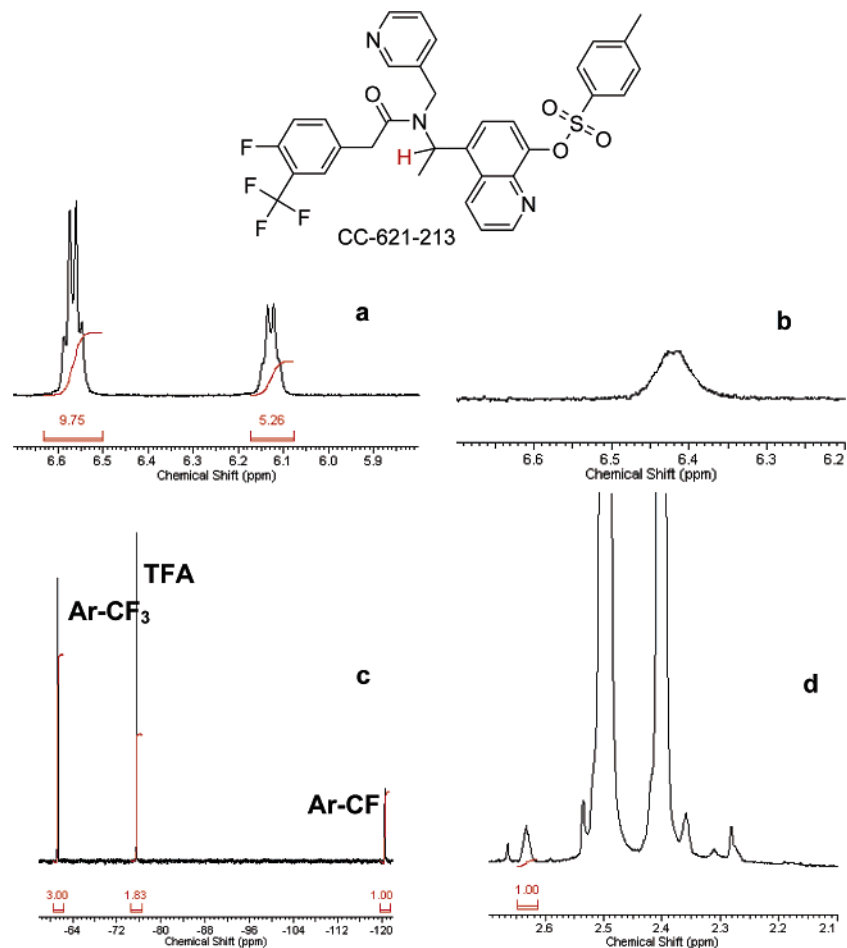 N
O
N
F
H
F
F
F
O
S
O
O
N
CC-621-213
a
9.75
5.26
6.6 6.5 6.4 6.3 6.2 6.1 6.0 5.9
Chemical Shift (ppm)
b
6.6 6.5 6.4 6.3 6.2
Chemical Shift (ppm)
TFA
Ar-CF3
c
Ar-CF
3.00 1.83 1.00
-64 -72 -80 -88 -96 -104 -112 -120
Chemical Shift (ppm)
d
1.00
2.6 2.5 2.4 2.3 2.2 2.1
Chemical Shift (ppm)